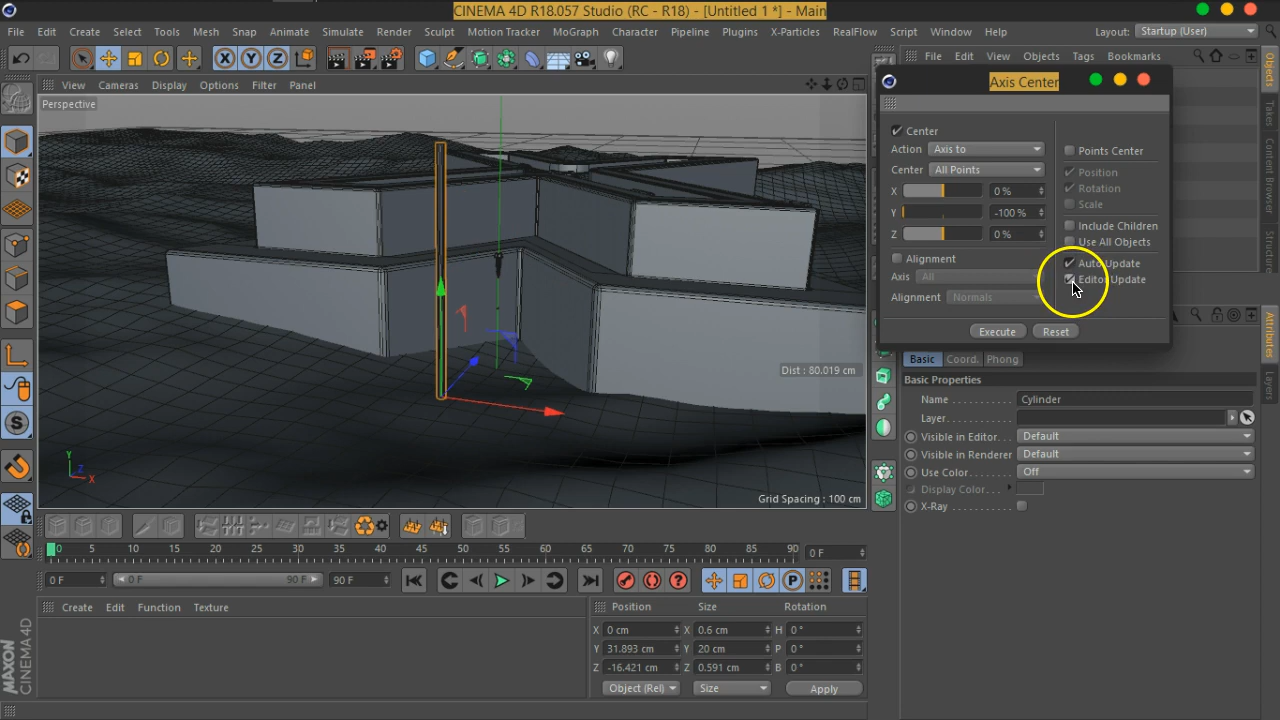 CINEMA 4D R18.057 Studio (RC - R18) - [Untitled 1 *] - Main
File Edit Create Select Tools Mesh Snap Animate Simulate Render Sculpt Motion Tracker MoGraph Character Pipeline Plugins X-Particles RealFlow Script Window Help Layout: Startup (User)
File Edit View Objects Tags Bookmarks
View Cameras Display Options Filter Panel
Axis Center
Perspective
Center
Action Axis to Points Center
Center All Points Position
X 0 % Rotation
Y -100 % Scale
Z 0 % Include Children
Use All Objects
Alignment Auto Update
Axis All Editor Update
Alignment Normals
Execute Reset
Basic Coord. Phong
Basic Properties
Name Cylinder
Layer
Visible in Editor Default
Visible in Renderer Default
Use Color Off
Display Color
X-Ray
Dist : 80.019 cm
Y
Z
X
Grid Spacing : 100 cm
Objects
Takes
Content Browser
Structure
Attributes
Layers
0 5 10 15 20 25 30 35 40 45 50 55 60 65 70 75 80 85 90 0 F
0 F 0 F 90 F 90 F
Create Edit Function Texture
Position Size Rotation
X 0 cm X 0.6 cm H 0 °
Y 31.893 cm Y 20 cm P 0 °
Z -16.421 cm Z 0.591 cm B 0 °
Object (Rel) Size Apply
MAXON
CINEMA 4D